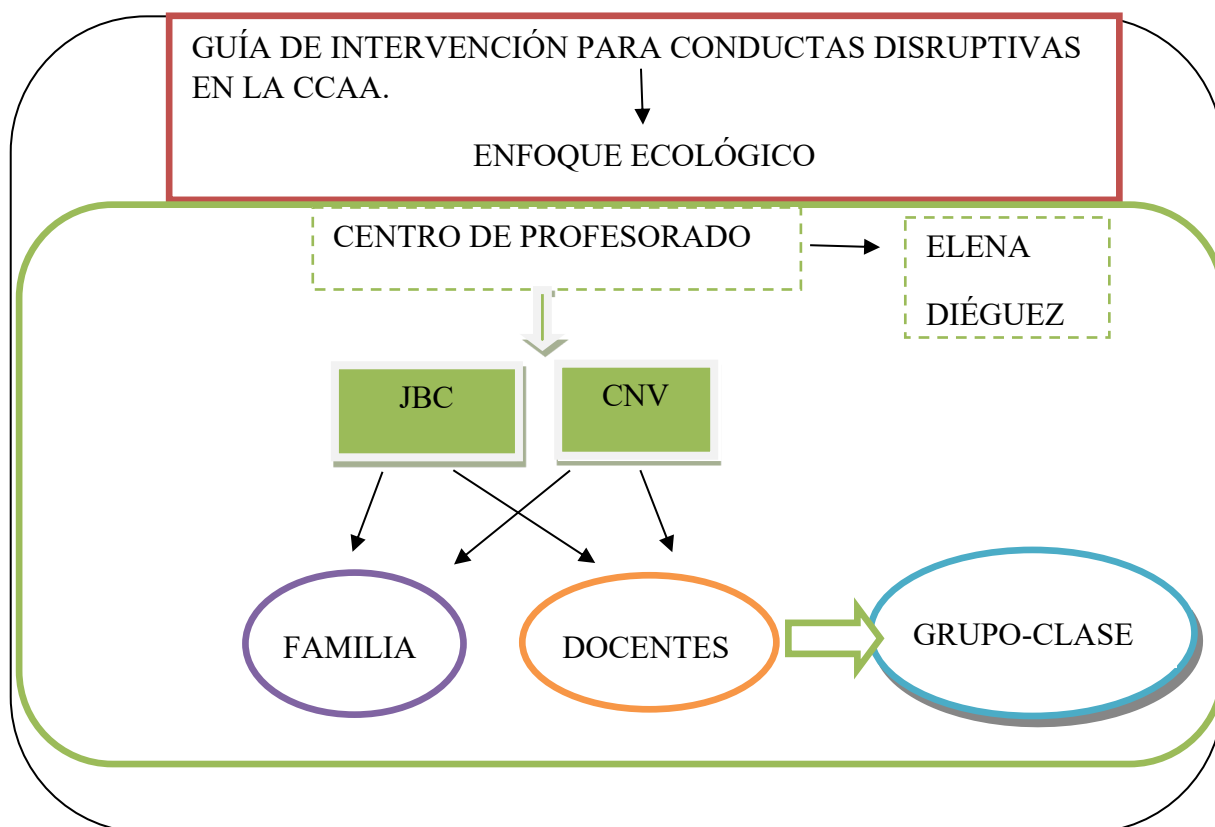 GUÍA DE INTERVENCIÓN PARA CONDUCTAS DISRUPTIVAS
EN LA CCAA.
ENFOQUE ECOLÓGICO
CENTRO DE PROFESORADO
ELENA
DIÉGUEZ
JBC
CNV
FAMILIA
DOCENTES
GRUPO-CLASE